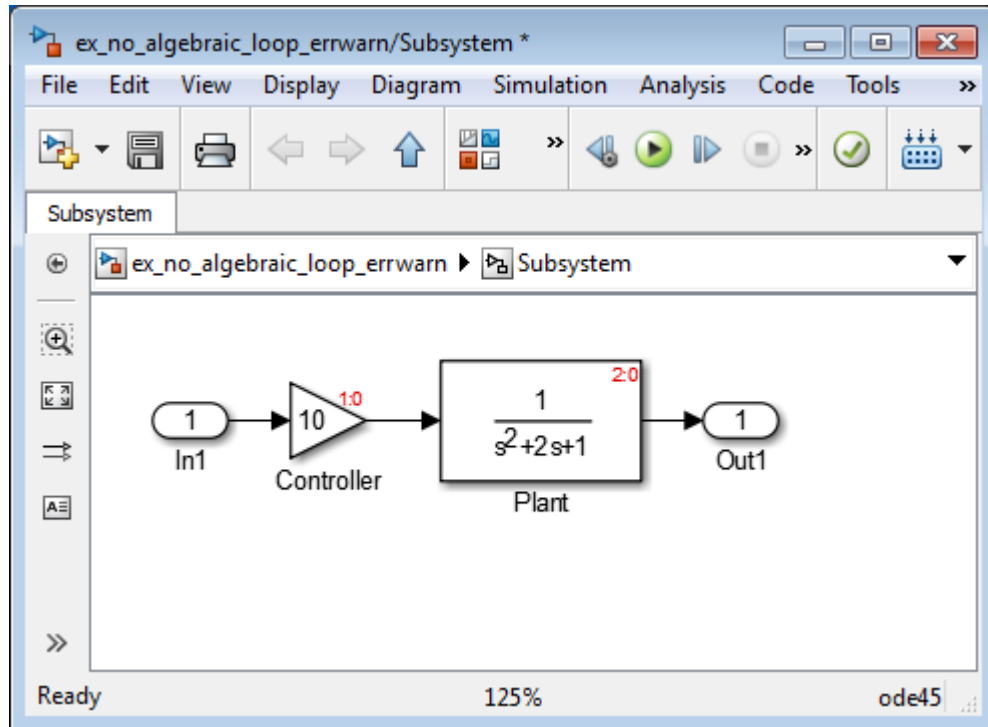 ex_no_algebraic_loop_errwarn/Subsystem *
File Edit View Display Diagram Simulation Analysis Code Tools »
» »
Subsystem
ex_no_algebraic_loop_errwarn Subsystem
1 10 1:0 1 2:0 1
s²+2s+1
In1 Controller Plant Out1
A
»
Ready 125% ode45